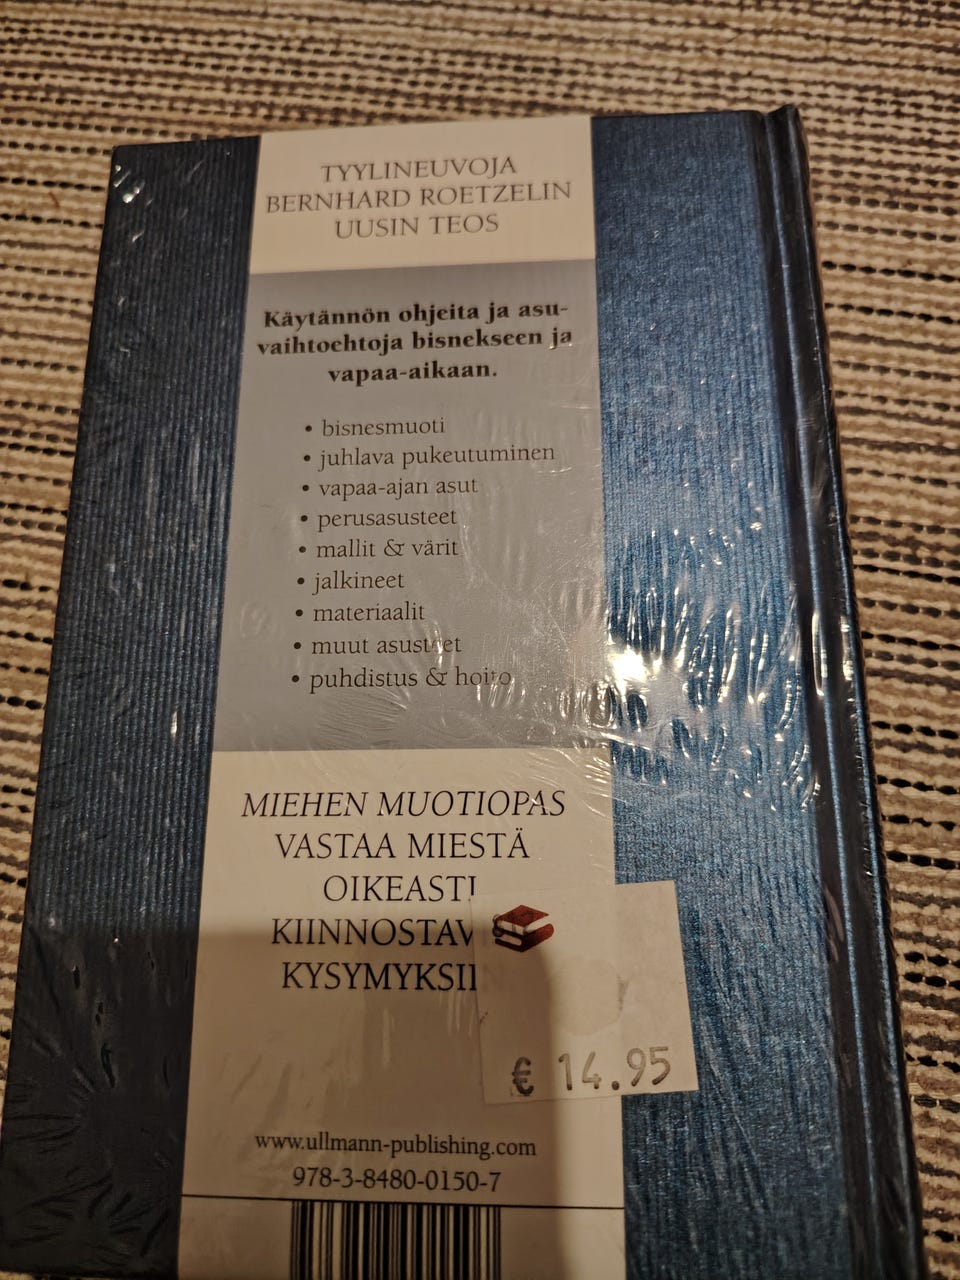 TYYLINEUVOJA
BERNHARD ROETZELIN
UUSIN TEOS
Käytännön ohjeita ja asu-
vaihtoehtoja bisnekseen ja
vapaa-aikaan.
• bisnesmuoti
• juhlava pukeutuminen
• vapaa-ajan asut
• perusasusteet
• mallit & värit
• jalkineet
• materiaalit
• muut asusteet
• puhdistus & hoito
MIEHEN MUOTIOPAS
VASTAA MIESTÄ
OIKEASTI
KIINNOSTAV
KYSYMYKSIIN
€ 14.95
www.ullmann-publishing.com
978-3-8480-0150-7